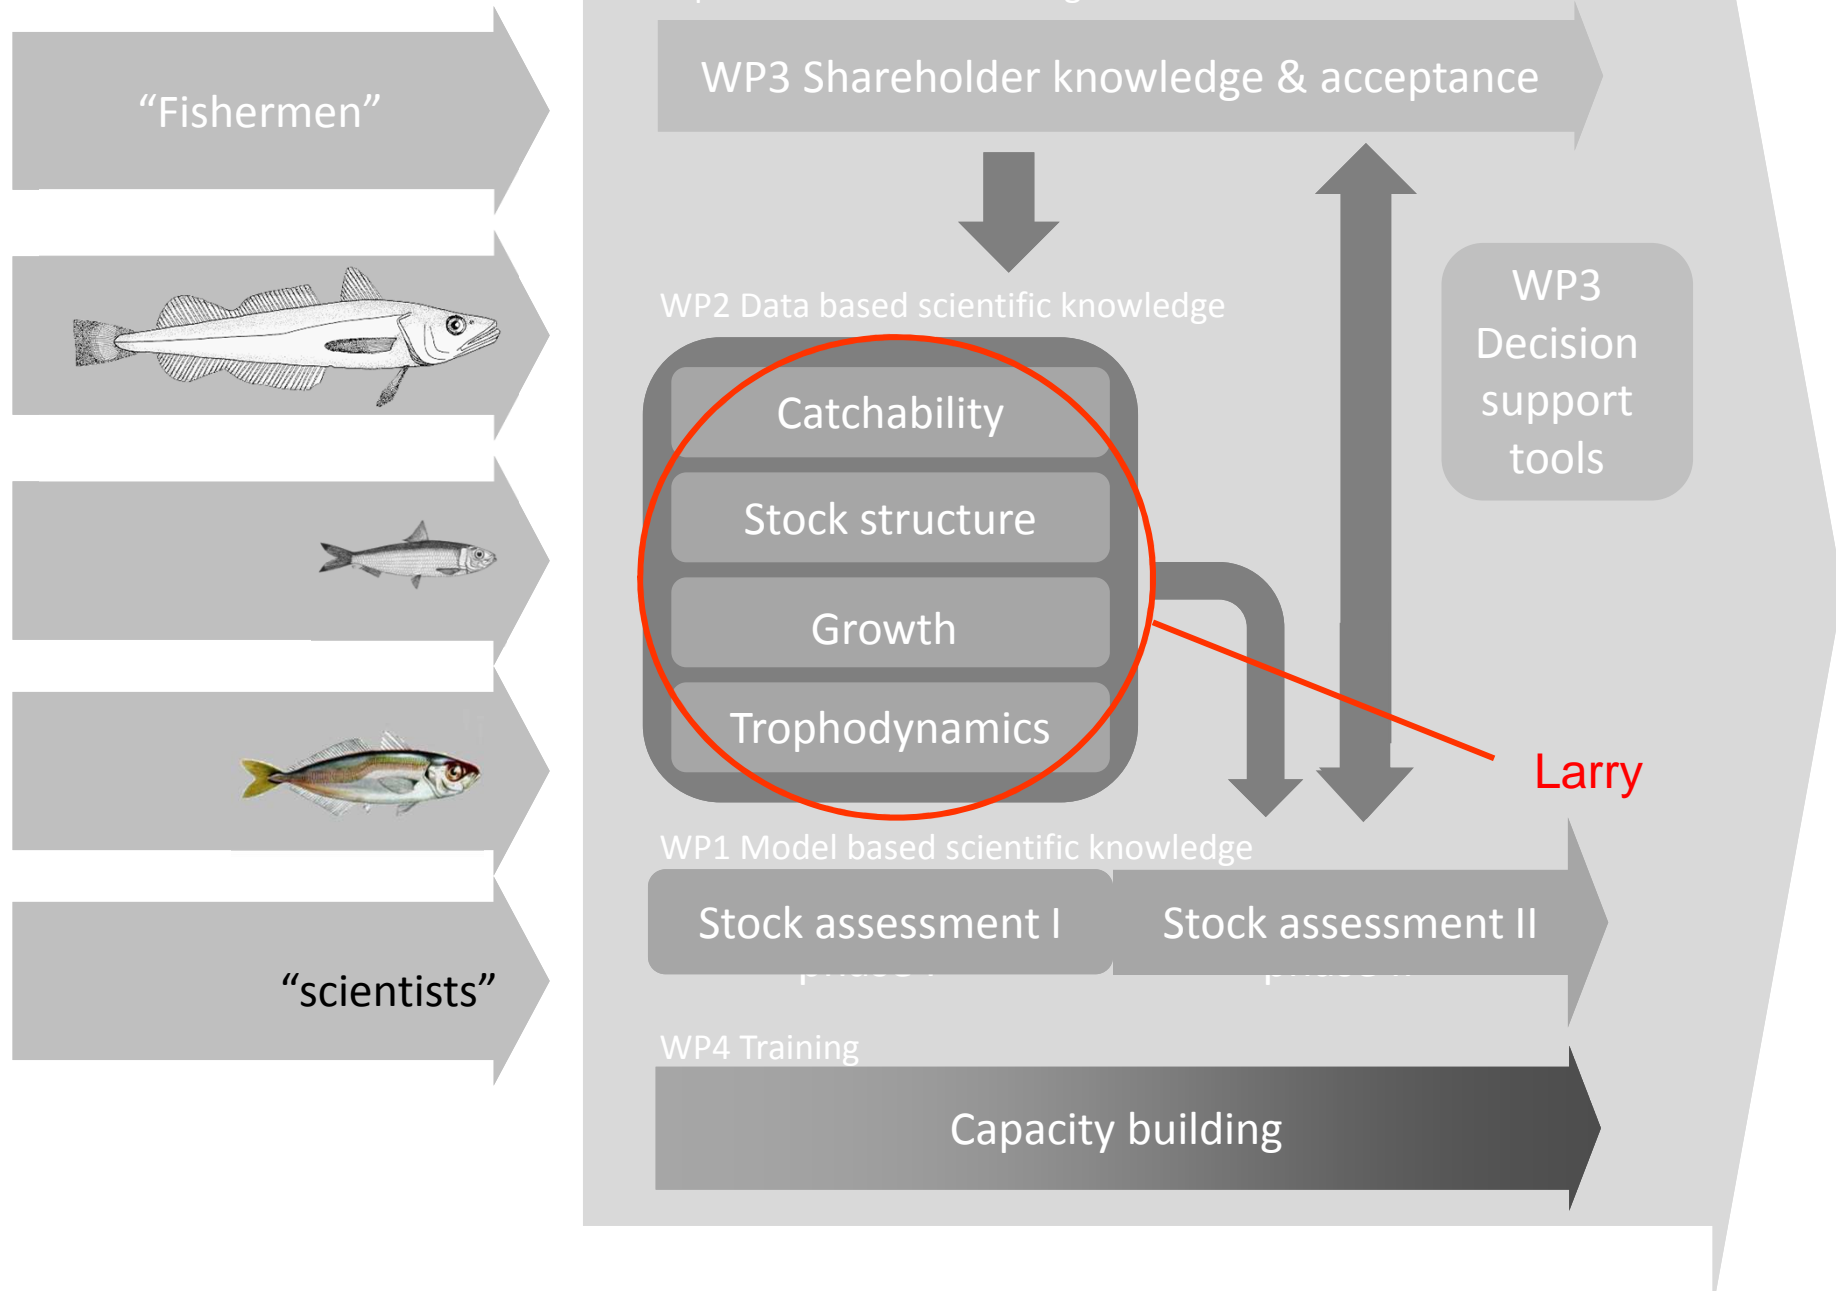 “Fishermen”
WP3 Shareholder knowledge & acceptance
WP2 Data based scientific knowledge
Catchability
Stock structure
Growth
Trophodynamics
WP3
Decision
support
tools
Larry
WP1 Model based scientific knowledge
Stock assessment I
Stock assessment II
“scientists”
WP4 Training
Capacity building